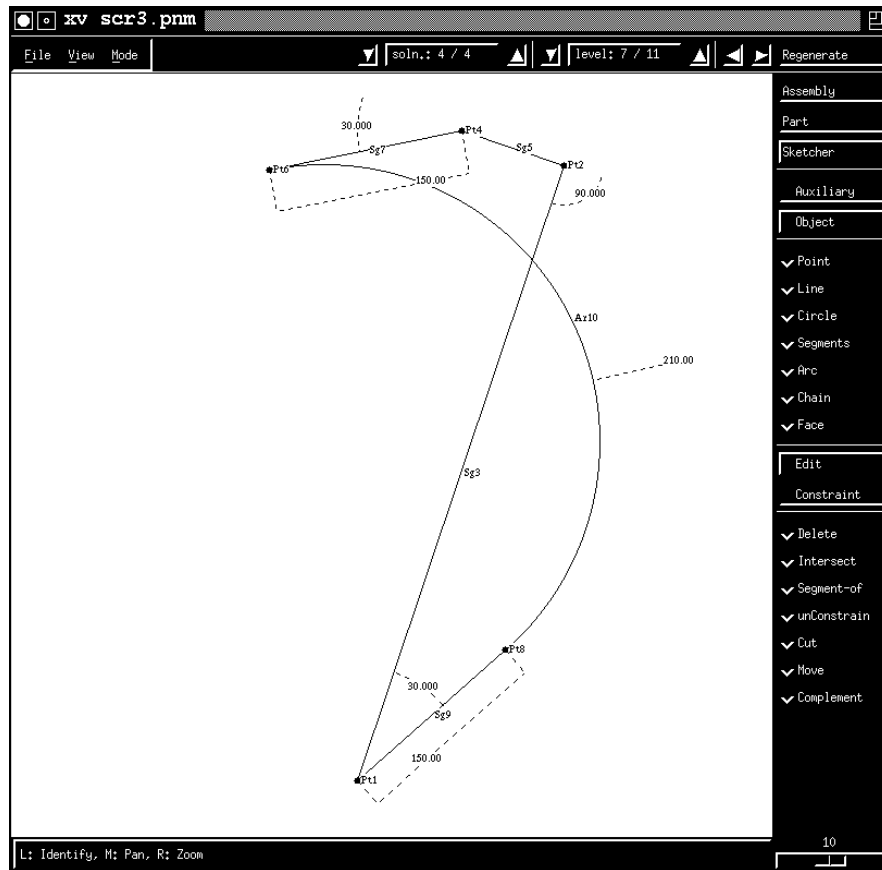 xv scr3.pnm
File View Mode soln.: 4 / 4 level: 7 / 11 Regenerate
Assembly
Part
Sketcher
Auxiliary
Object
Point
Line
Circle
Segments
Arc
Chain
Face
Edit
Constraint
Delete
Intersect
Segment-of
unConstrain
Cut
Move
Complement
10
30.000
Pt4
Sg7
Sg5
Pt2
Pt6
150.00
90.000
Ar10
210.00
Sg3
Pt8
30.000
Sg9
150.00
Pt1
L: Identify, M: Pan, R: Zoom